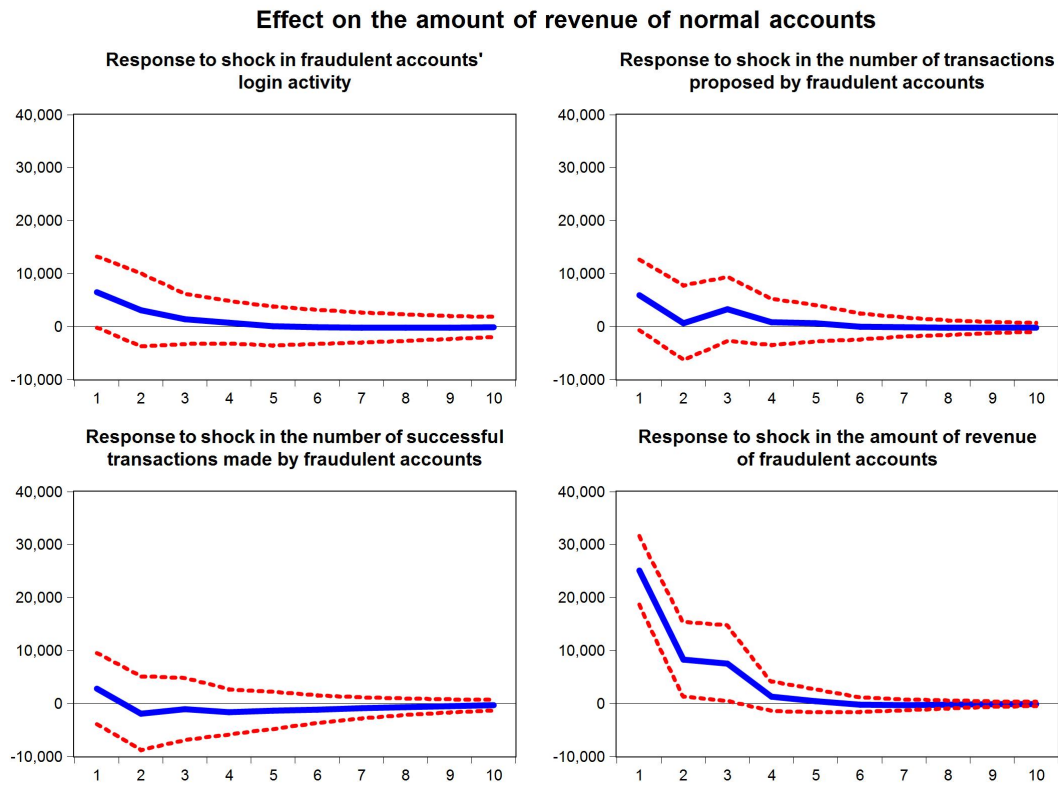 Effect on the amount of revenue of normal accounts
Response to shock in fraudulent accounts'
login activity
40,000
30,000
20,000
10,000
0
-10,000
1 2 3 4 5 6 7 8 9 10
Response to shock in the number of transactions
proposed by fraudulent accounts
40,000
30,000
20,000
10,000
0
-10,000
1 2 3 4 5 6 7 8 9 10
Response to shock in the number of successful
transactions made by fraudulent accounts
40,000
30,000
20,000
10,000
0
-10,000
1 2 3 4 5 6 7 8 9 10
Response to shock in the amount of revenue
of fraudulent accounts
40,000
30,000
20,000
10,000
0
-10,000
1 2 3 4 5 6 7 8 9 10